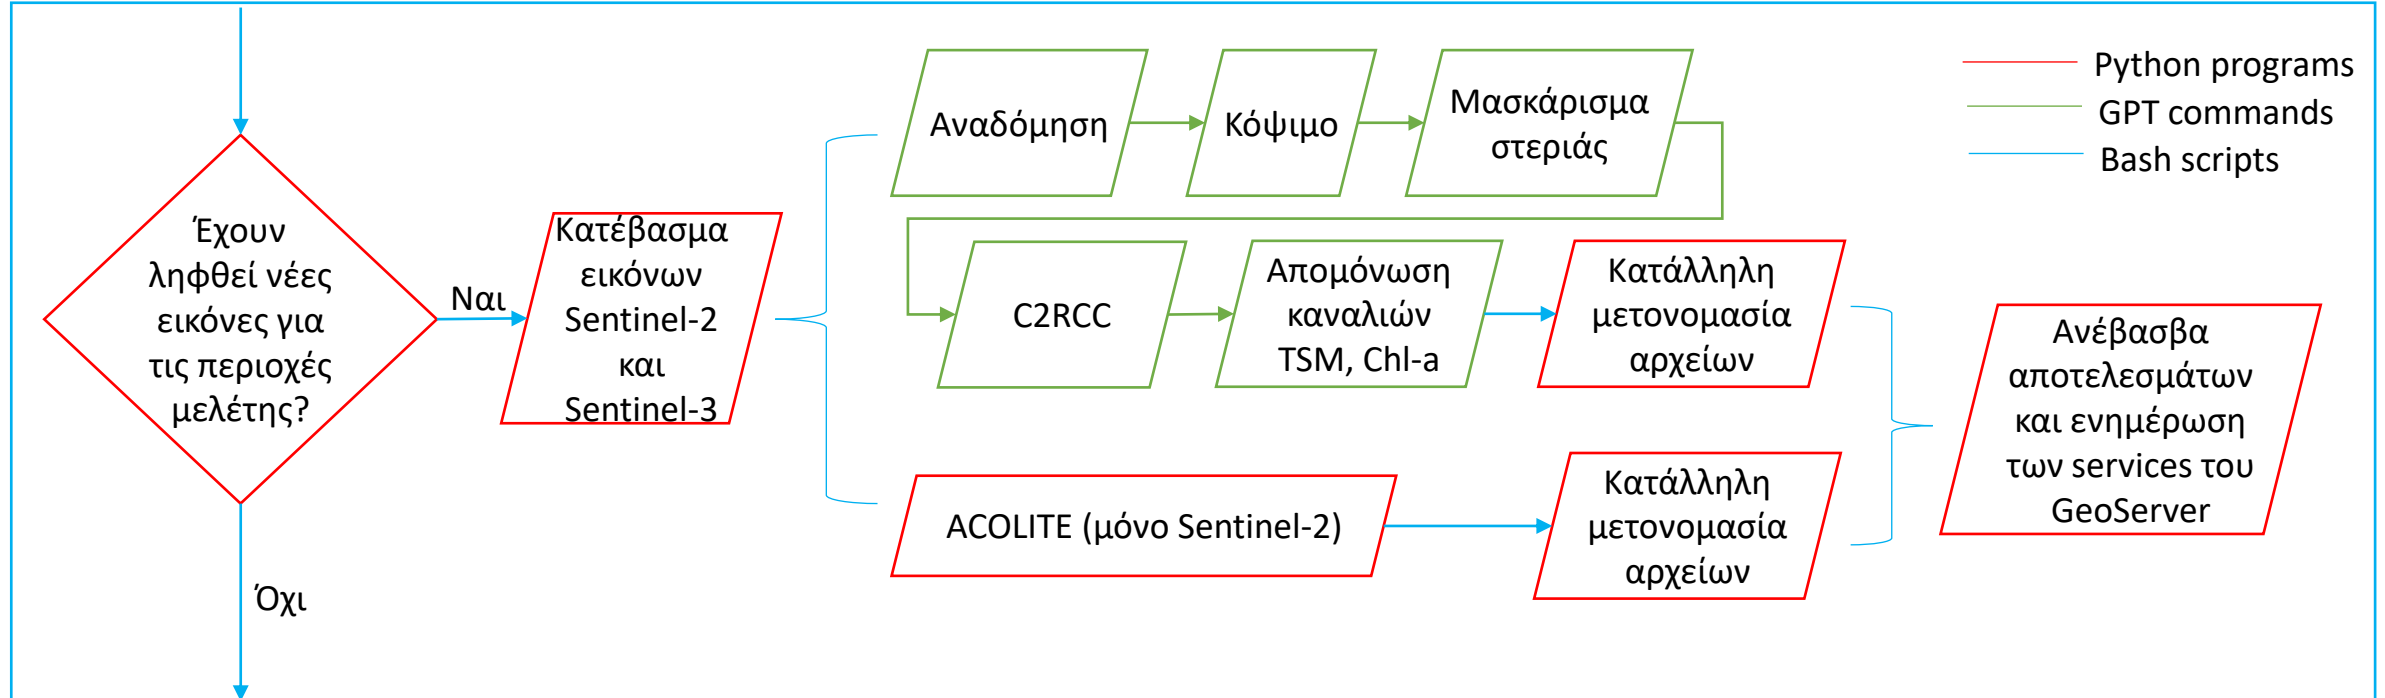 Έχουν
ληφθεί νέες
εικόνες για
τις περιοχές
μελέτης?
Ναι
Όχι
Κατέβασμα
εικόνων
Sentinel-2
και
Sentinel-3
Αναδόμηση
Κόψιμο
Μασκάρισμα
στεριάς
C2RCC
Απομόνωση
καναλιών
TSM, Chl-a
Κατάλληλη
μετονομασία
αρχείων
ACOLITE (μόνο Sentinel-2)
Κατάλληλη
μετονομασία
αρχείων
Ανέβασβα
αποτελεσμάτων
και ενημέρωση
των services του
GeoServer
Python programs
GPT commands
Bash scripts